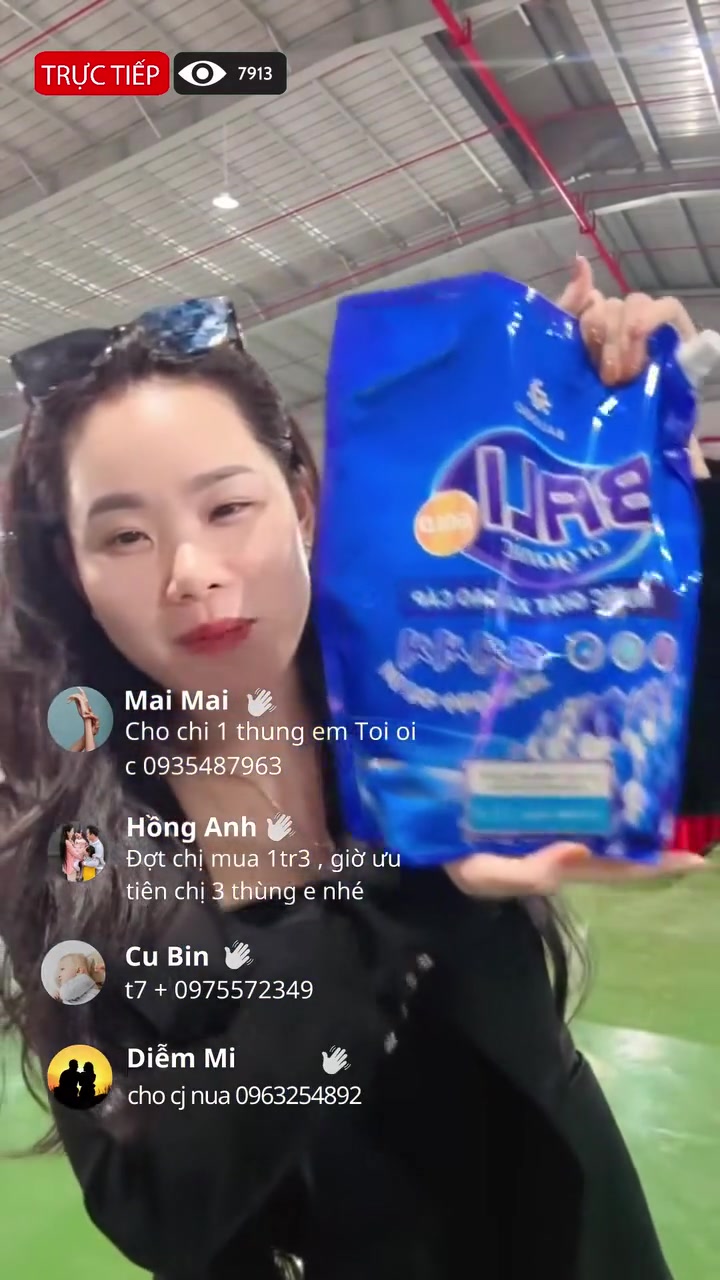 TRỰC TIẾP
7913
BALI
ORGANIC
Mai Mai
Cho chi 1 thung em Toi oi
c 0935487963
Hồng Anh
Đợt chị mua 1tr3 , giờ ưu
tiên chị 3 thùng e nhé
Cu Bin
t7 + 0975572349
Diễm Mi
cho cj nua 0963254892